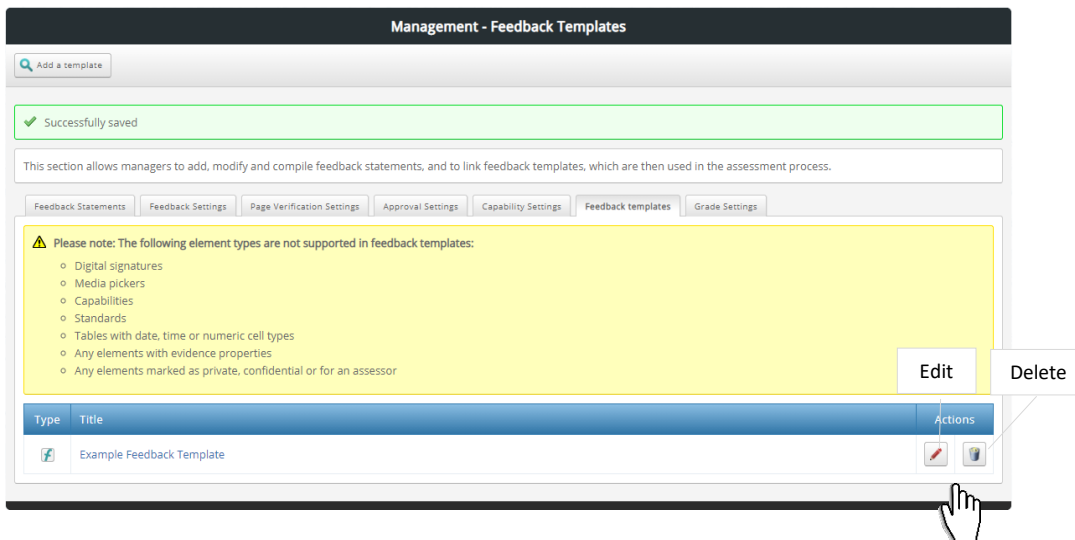 Management - Feedback Templates
Add a template
Successfully saved
This section allows managers to add, modify and compile feedback statements, and to link feedback templates, which are then used in the assessment process.
Feedback Statements Feedback Settings Page Verification Settings Approval Settings Capability Settings Feedback templates Grade Settings
Please note: The following element types are not supported in feedback templates:
Digital signatures
Media pickers
Capabilities
Standards
Tables with date, time or numeric cell types
Any elements with evidence properties
Any elements marked as private, confidential or for an assessor
Edit Delete
Type Title Actions
Example Feedback Template